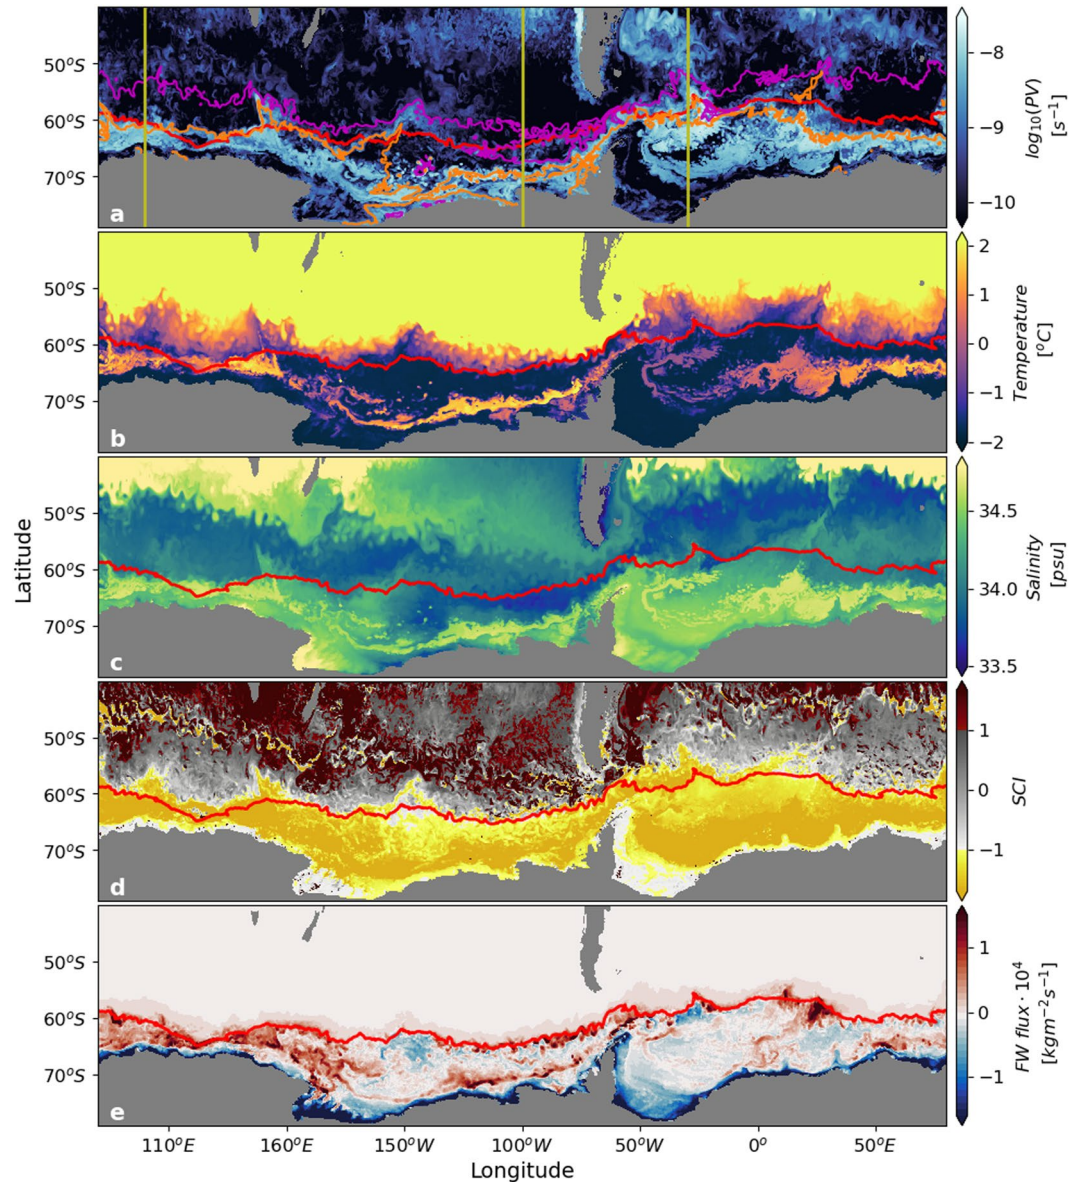 50°S
60°S
70°S
a
−8
−9
−10
log₁₀(PV)
[s⁻¹]
50°S
60°S
70°S
b
2
1
0
−1
−2
Temperature
[°C]
Latitude
50°S
60°S
70°S
c
34.5
34.0
33.5
Salinity
[psu]
50°S
60°S
70°S
d
1
0
−1
SCI
50°S
60°S
70°S
e
1
0
−1
FW flux · 10⁴
[kgm⁻²s⁻¹]
110°E 160°E 150°W 100°W 50°W 0° 50°E
Longitude